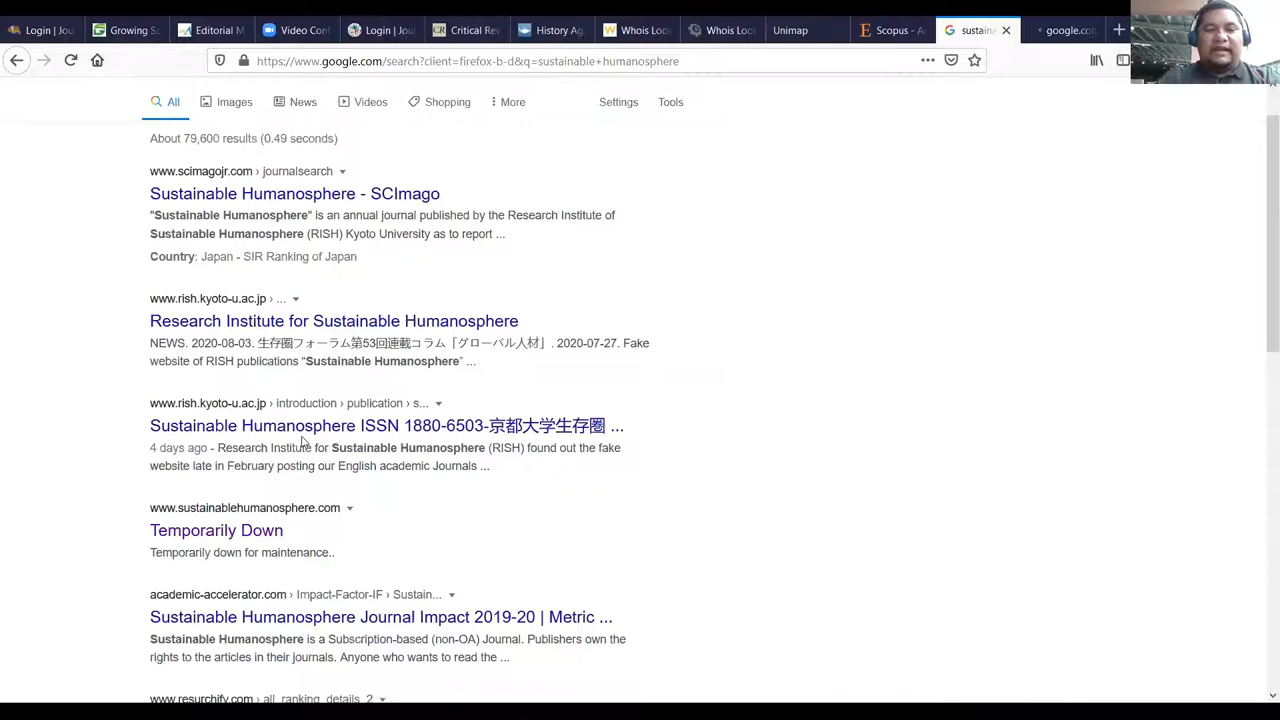 Login | Jou
Growing Sc
Editorial M
Video Cont
Login | Jou
Critical Rev
History Ag
Whois Loo
Whois Loo
Unimap
Scopus - A
sustain
google.con
https://www.google.com/search?client=firefox-b-d&q=sustainable+humanosphere
All
Images
News
Videos
Shopping
More
Settings
Tools
About 79,600 results (0.49 seconds)
www.scimagojr.com › journalsearch
Sustainable Humanosphere - SCImago
"Sustainable Humanosphere" is an annual journal published by the Research Institute of
Sustainable Humanosphere (RISH) Kyoto University as to report ...
Country: Japan - SIR Ranking of Japan
www.rish.kyoto-u.ac.jp › ...
Research Institute for Sustainable Humanosphere
NEWS. 2020-08-03. 生存圏フォーラム第53回連載コラム「グローバル人材」. 2020-07-27. Fake
website of RISH publications “Sustainable Humanosphere” ...
www.rish.kyoto-u.ac.jp › introduction › publication › s...
Sustainable Humanosphere ISSN 1880-6503-京都大学生存圏 ...
4 days ago - Research Institute for Sustainable Humanosphere (RISH) found out the fake
website late in February posting our English academic Journals ...
www.sustainablehumanosphere.com
Temporarily Down
Temporarily down for maintenance..
academic-accelerator.com › Impact-Factor-IF › Sustain...
Sustainable Humanosphere Journal Impact 2019-20 | Metric ...
Sustainable Humanosphere is a Subscription-based (non-OA) Journal. Publishers own the
rights to the articles in their journals. Anyone who wants to read the ...
www.resurchify.com › all_ranking_details_2